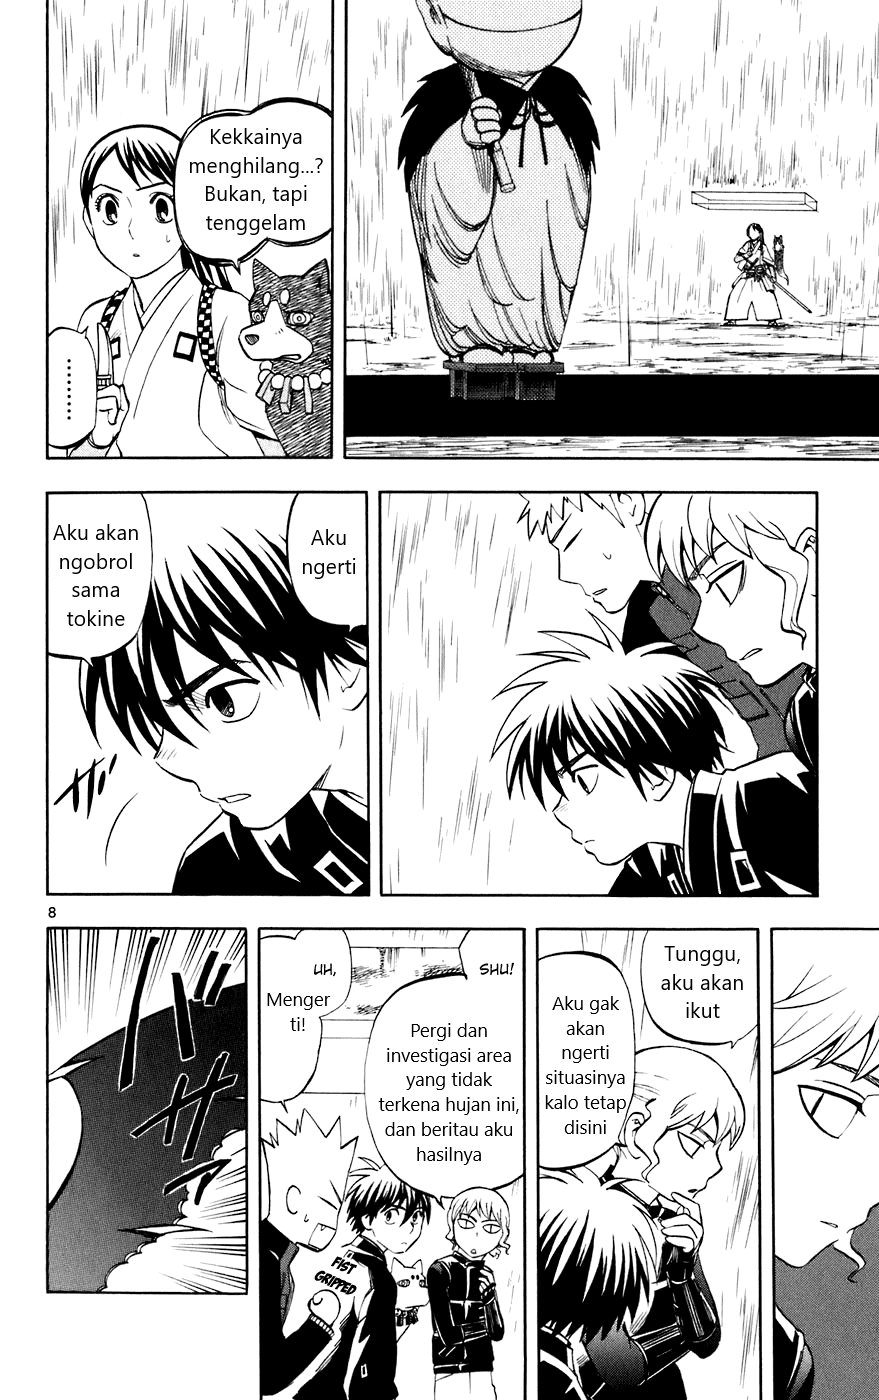 Kekkainya
menghilang...?
Bukan, tapi
tenggelam
.........
Aku
ngerti
Aku akan
ngobrol
sama
tokine
ザッ
8
Tunggu,
aku akan
ikut
Aku gak
akan
ngerti
situasinya
kalo tetap
disini
SHU!
Pergi dan
investigasi area
yang tidak
terkena hujan ini,
dan beritau aku
hasilnya
UH,
Menger
ti!
FIST
GRIPPED